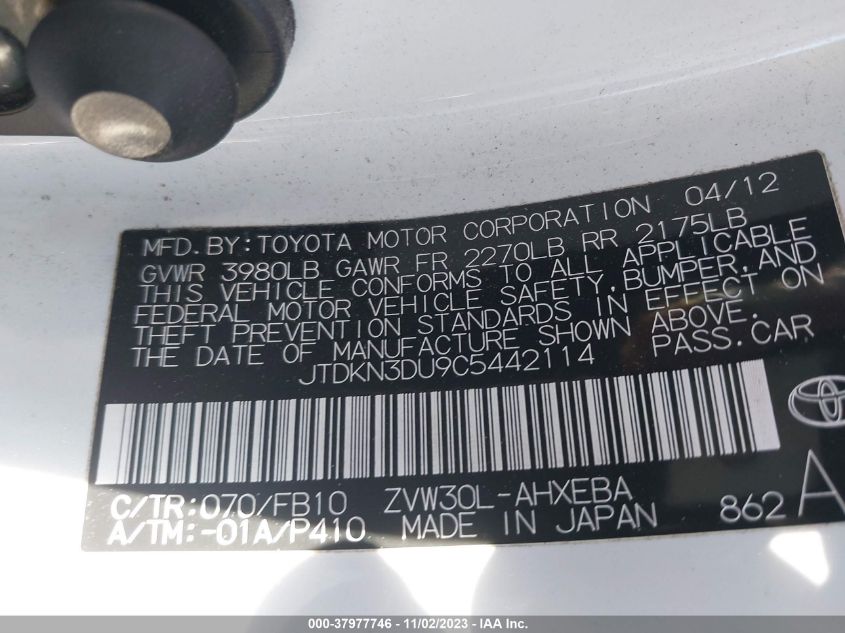 MFD. BY: TOYOTA MOTOR CORPORATION 04/12
GVWR 3980LB GAWR FR 2270LB RR 2175LB
THIS VEHICLE CONFORMS TO ALL APPLICABLE
FEDERAL MOTOR VEHICLE SAFETY, BUMPER, AND
THEFT PREVENTION STANDARDS IN EFFECT ON
THE DATE OF MANUFACTURE SHOWN ABOVE.
JTDKN3DU9C5442114 PASS. CAR
C/TR: 070/FB10 ZVW30L-AHXEBA
A/TM: -01A/P410 MADE IN JAPAN 862 A
000-37977746 - 11/02/2023 - © IAA, Inc.